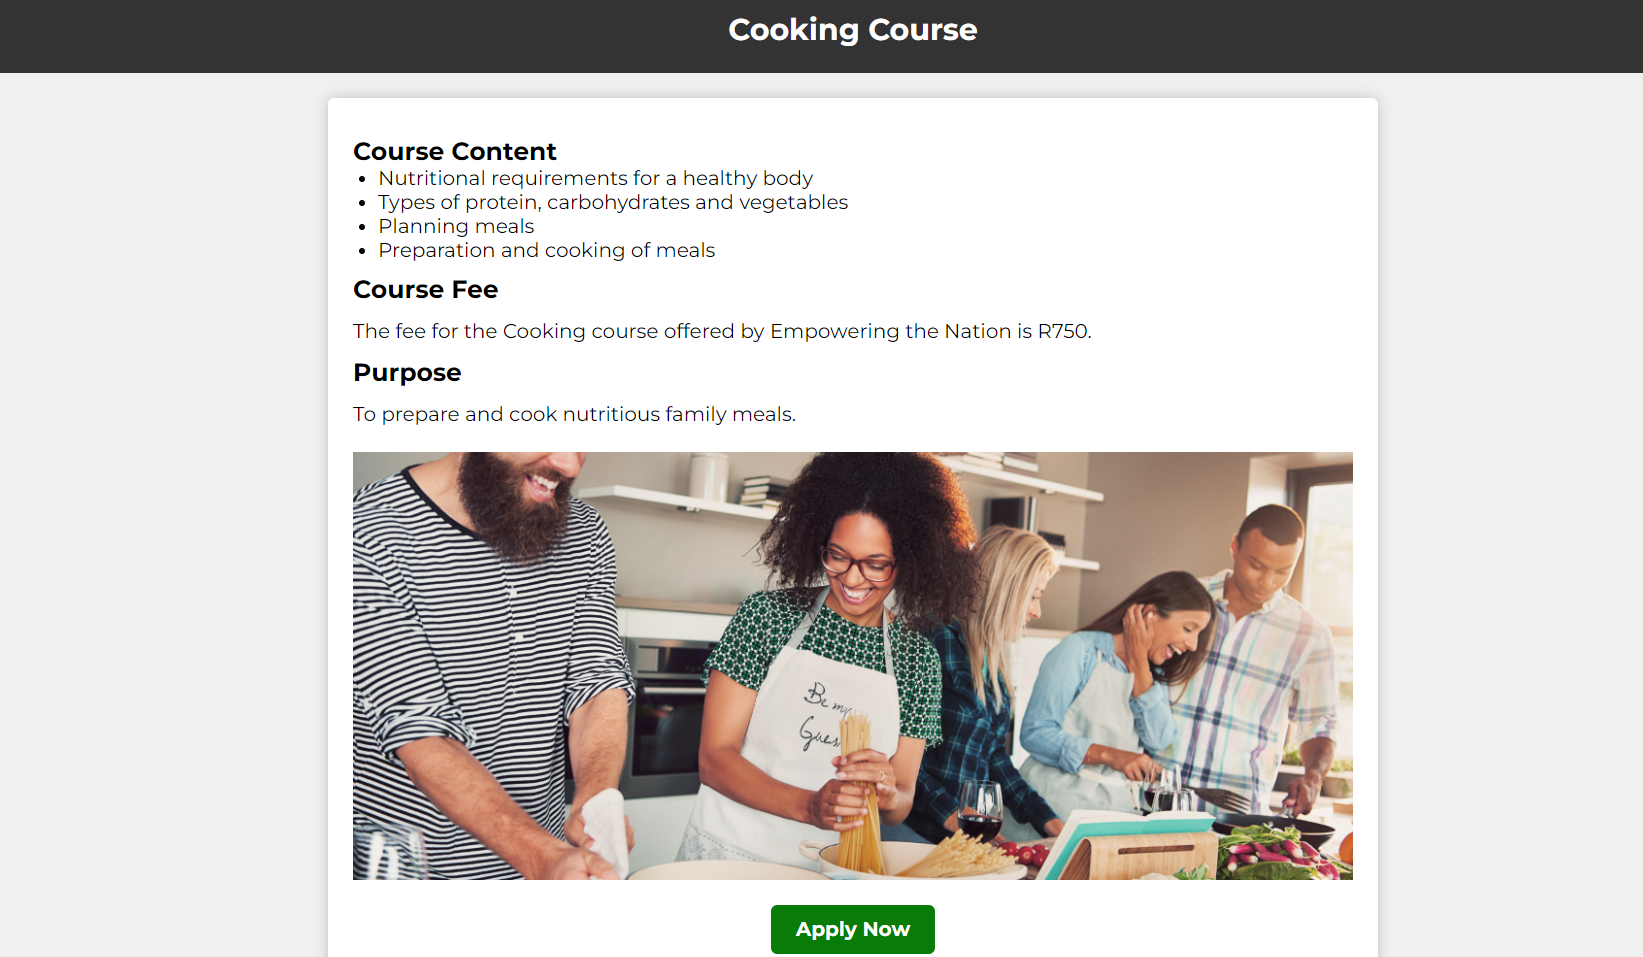 Cooking Course
Course Content
• Nutritional requirements for a healthy body
• Types of protein, carbohydrates and vegetables
• Planning meals
• Preparation and cooking of meals
Course Fee
The fee for the Cooking course offered by Empowering the Nation is R750.
Purpose
To prepare and cook nutritious family meals.
Be my
Gues
Apply Now